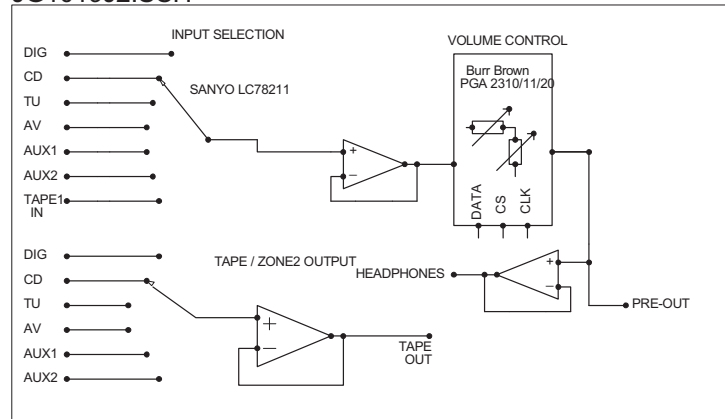 INPUT SELECTION
DIG
CD
TU
AV
AUX1
AUX2
TAPE1
IN
SANYO LC78211
VOLUME CONTROL
Burr Brown
PGA 2310/11/20
DATA
CS
CLK
DIG
CD
TU
AV
AUX1
AUX2
TAPE / ZONE2 OUTPUT
HEADPHONES
PRE-OUT
TAPE
OUT